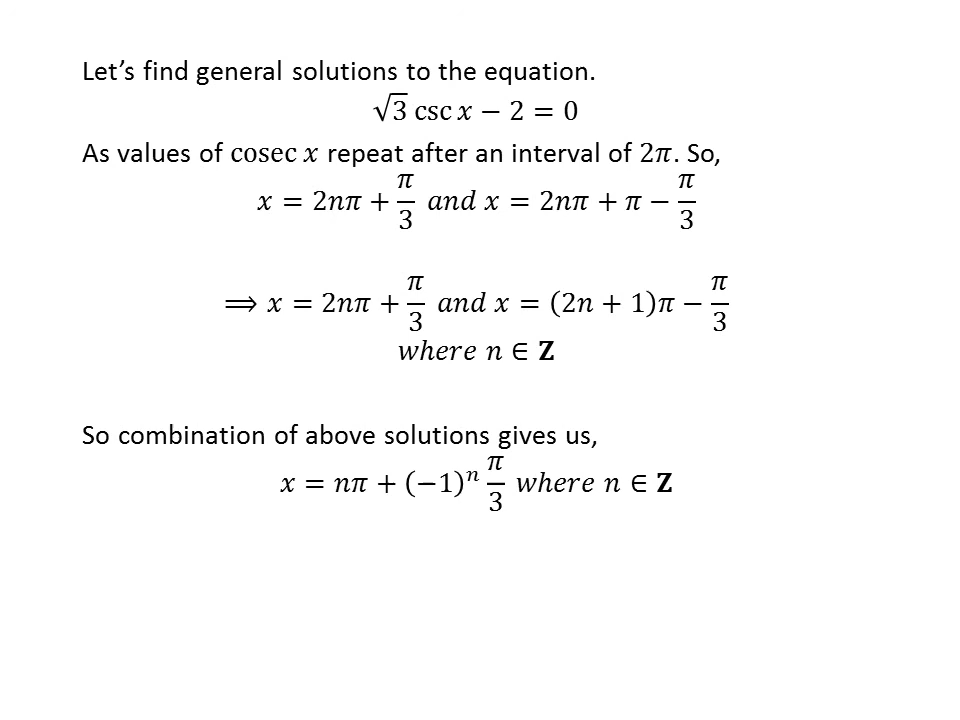 Let’s find general solutions to the equation.
√3 csc x − 2 = 0
As values of cosec x repeat after an interval of 2π. So,
x = 2nπ + π/3 and x = 2nπ + π − π/3
⟹ x = 2nπ + π/3 and x = (2n + 1)π − π/3
where n ∈ Z
So combination of above solutions gives us,
x = nπ + (−1)ⁿ π/3 where n ∈ Z